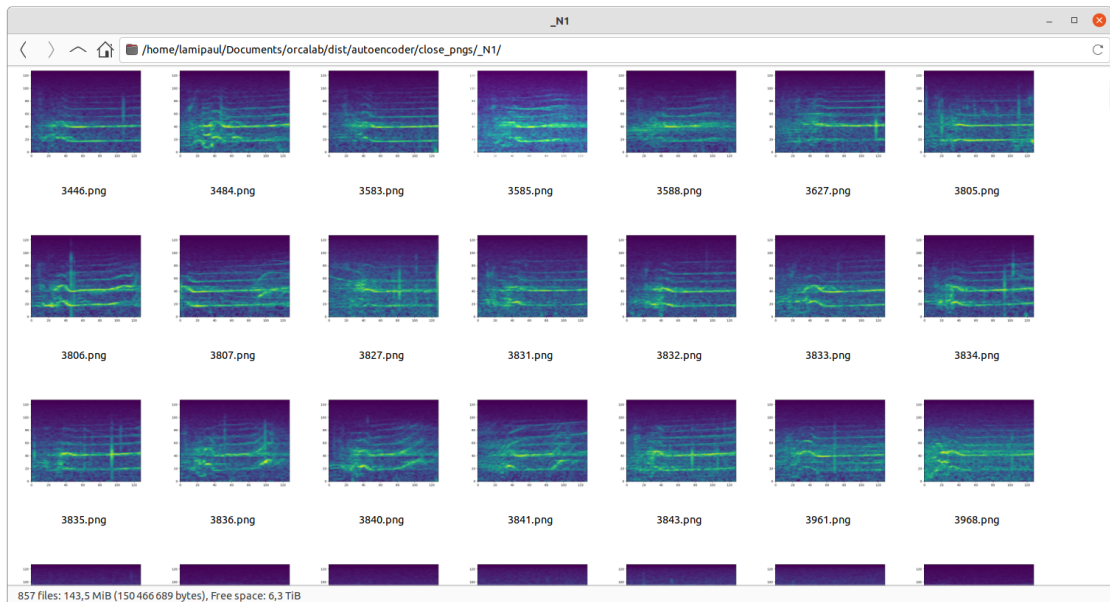 _N1
/home/lamipaul/Documents/orcalab/dist/autoencoder/close_pngs/_N1/
3446.png 3484.png 3583.png 3585.png 3588.png 3627.png 3805.png
3806.png 3807.png 3827.png 3831.png 3832.png 3833.png 3834.png
3835.png 3836.png 3840.png 3841.png 3843.png 3961.png 3968.png
857 files: 143,5 MiB (150 466 689 bytes), Free space: 6,3 TiB